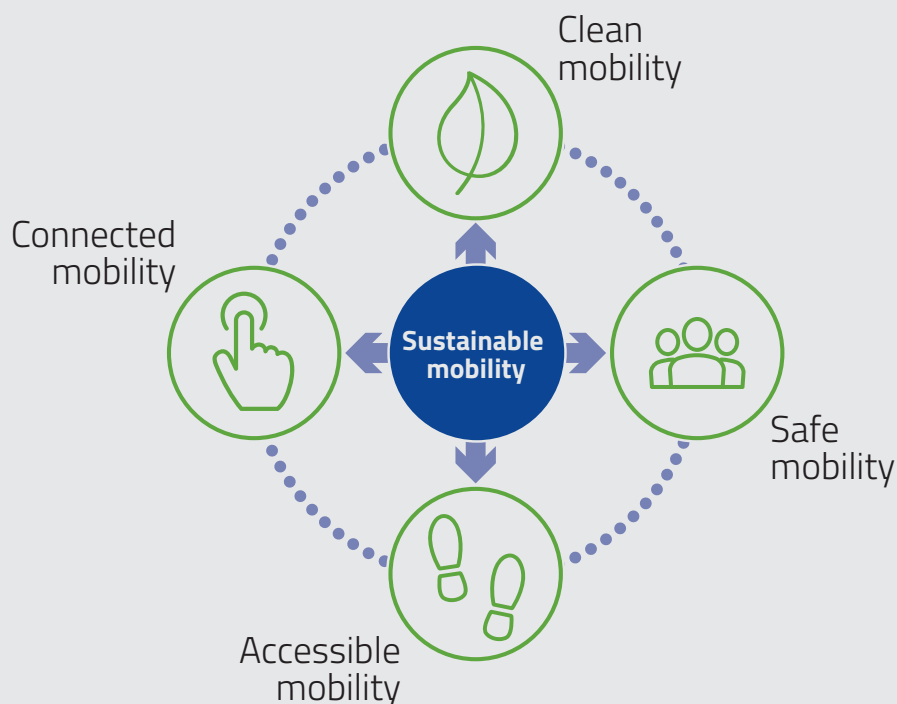 Clean
mobility
Connected
mobility
Sustainable
mobility
Safe
mobility
Accessible
mobility